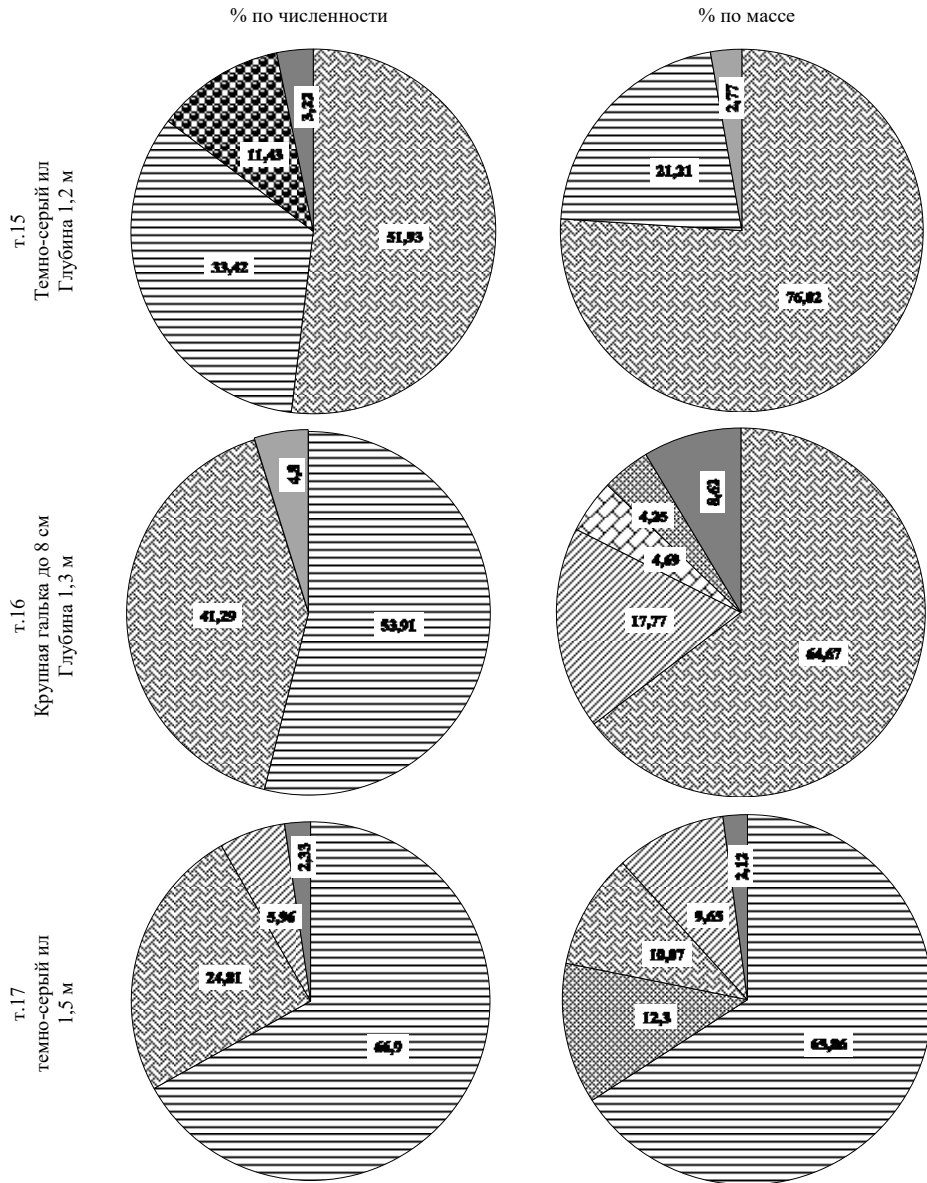 % по численности
% по массе
т.15
Темно-серый ил
Глубина 1,2 м
3,22
11,43
33,42
51,93
2,77
21,21
76,02
т.16
Крупная галька до 8 см
Глубина 1,3 м
4,8
41,29
53,91
8,62
4,25
4,69
17,77
64,67
т.17
темно-серый ил
1,5 м
2,33
5,96
24,81
66,9
2,12
9,65
10,07
12,3
65,86